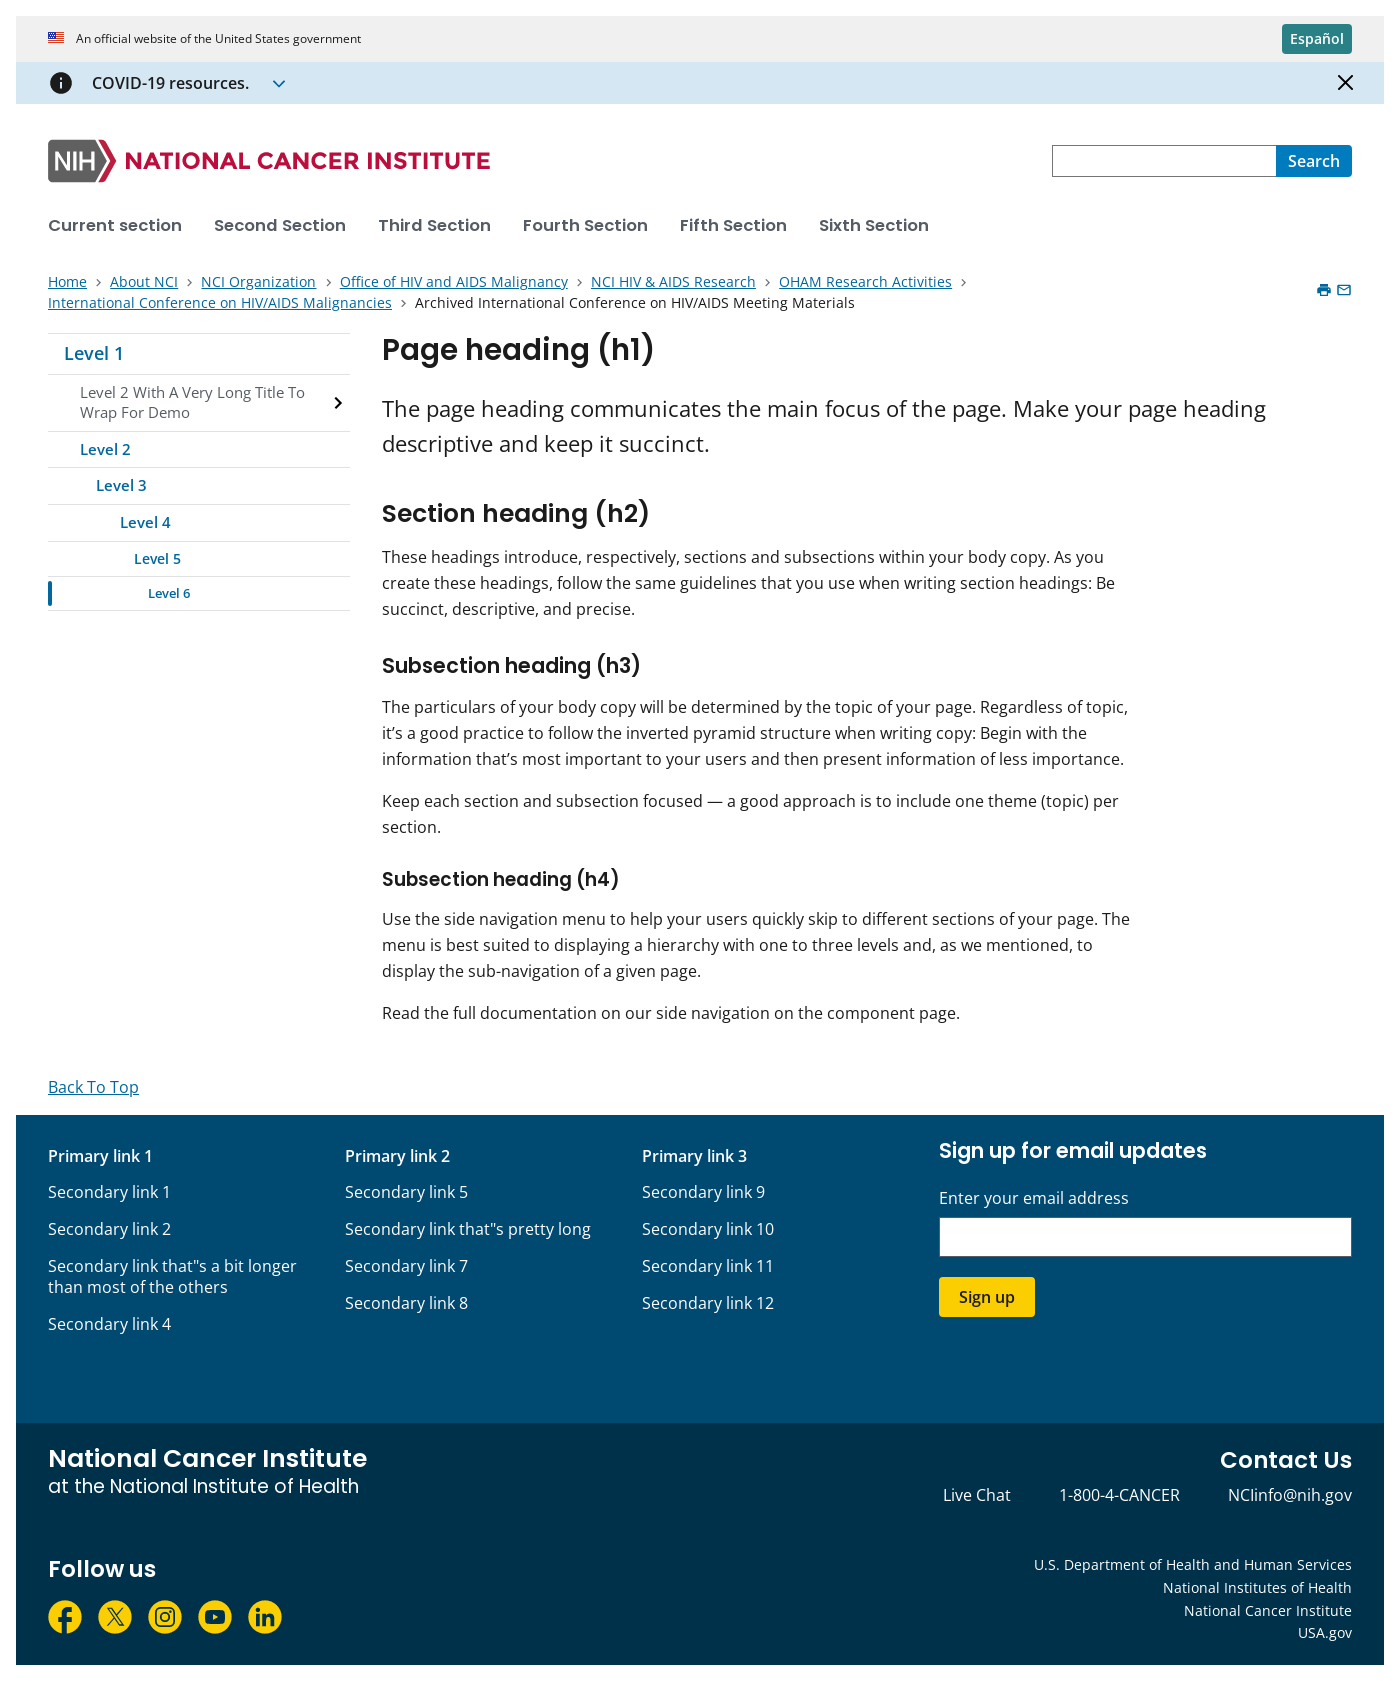 An official website of the United States government
Español
COVID-19 resources.
NIH NATIONAL CANCER INSTITUTE
Search
Current section Second Section Third Section Fourth Section Fifth Section Sixth Section
Home About NCI NCI Organization Office of HIV and AIDS Malignancy NCI HIV & AIDS Research OHAM Research Activities
International Conference on HIV/AIDS Malignancies Archived International Conference on HIV/AIDS Meeting Materials
Level 1
Level 2 With A Very Long Title To
Wrap For Demo
Level 2
Level 3
Level 4
Level 5
Level 6
Page heading (h1)
The page heading communicates the main focus of the page. Make your page heading
descriptive and keep it succinct.
Section heading (h2)
These headings introduce, respectively, sections and subsections within your body copy. As you
create these headings, follow the same guidelines that you use when writing section headings: Be
succinct, descriptive, and precise.
Subsection heading (h3)
The particulars of your body copy will be determined by the topic of your page. Regardless of topic,
it’s a good practice to follow the inverted pyramid structure when writing copy: Begin with the
information that’s most important to your users and then present information of less importance.
Keep each section and subsection focused — a good approach is to include one theme (topic) per
section.
Subsection heading (h4)
Use the side navigation menu to help your users quickly skip to different sections of your page. The
menu is best suited to displaying a hierarchy with one to three levels and, as we mentioned, to
display the sub-navigation of a given page.
Read the full documentation on our side navigation on the component page.
Back To Top
Primary link 1
Secondary link 1
Secondary link 2
Secondary link that"s a bit longer
than most of the others
Secondary link 4
Primary link 2
Secondary link 5
Secondary link that"s pretty long
Secondary link 7
Secondary link 8
Primary link 3
Secondary link 9
Secondary link 10
Secondary link 11
Secondary link 12
Sign up for email updates
Enter your email address
Sign up
National Cancer Institute
at the National Institute of Health
Contact Us
Live Chat 1-800-4-CANCER NCIinfo@nih.gov
Follow us
U.S. Department of Health and Human Services
National Institutes of Health
National Cancer Institute
USA.gov